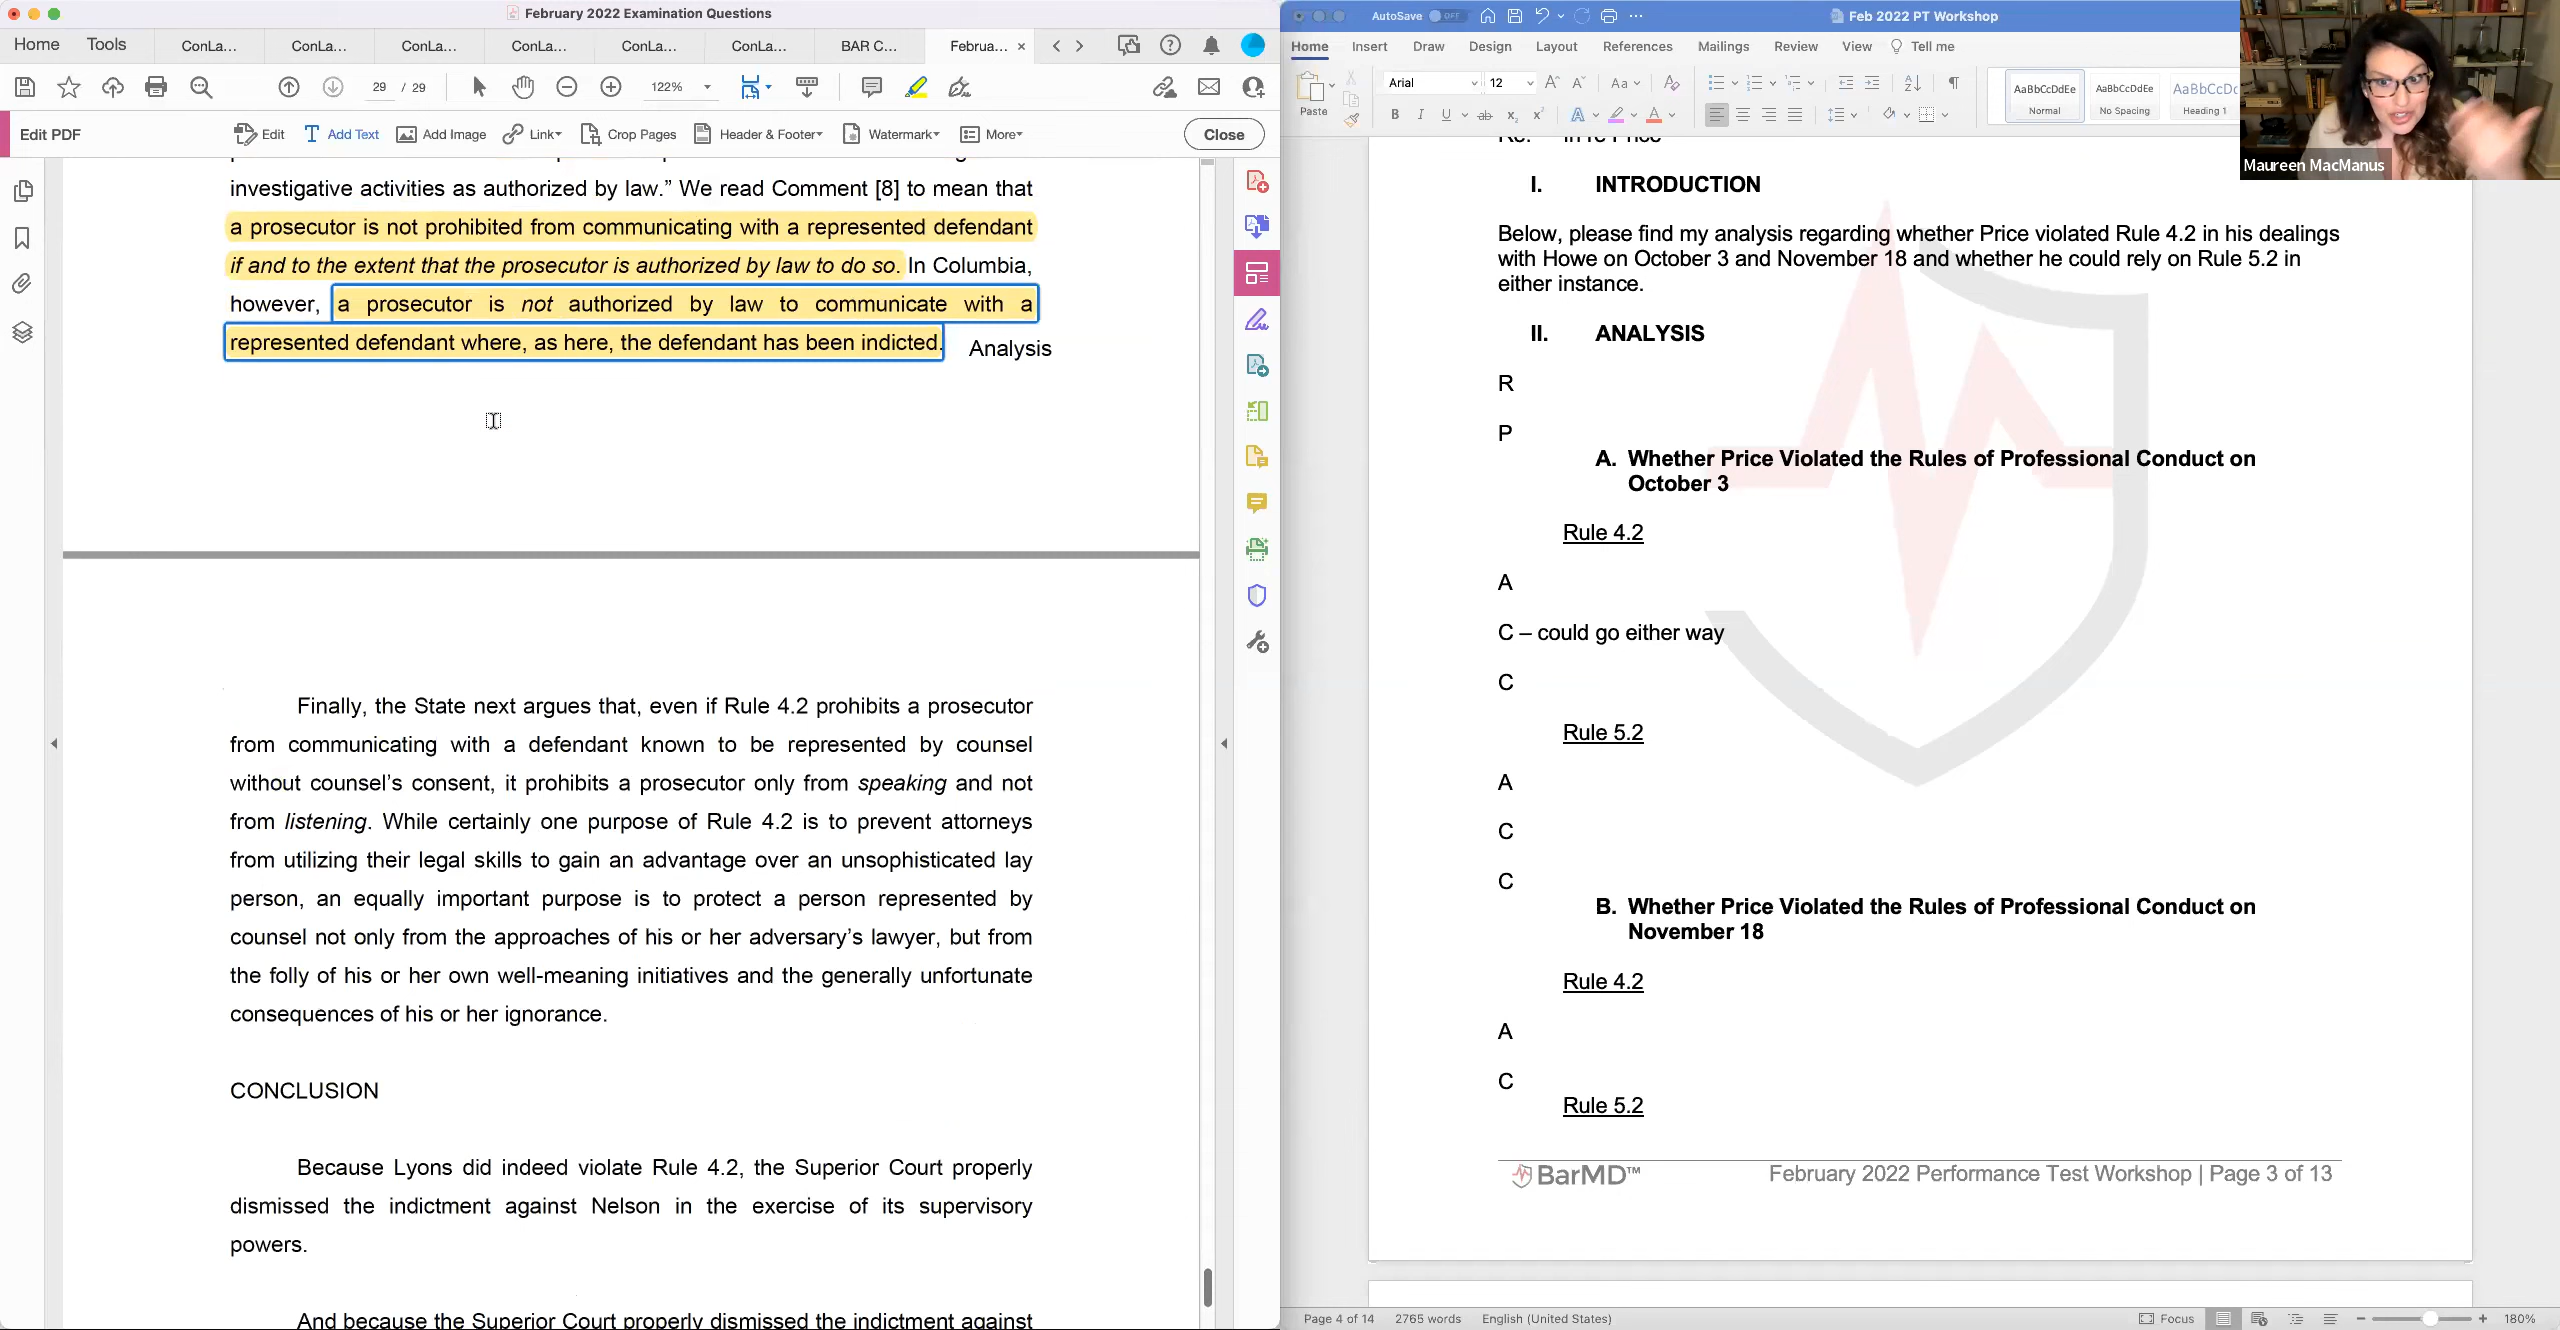 February 2022 Examination Questions
Home Tools ConLa... ConLa... ConLa... ConLa... ConLa... ConLa... BAR C... Februa... ×
29 / 29 122%
Edit PDF Edit Add Text Add Image Link Crop Pages Header & Footer Watermark More Close
investigative activities as authorized by law.” We read Comment [8] to mean that
a prosecutor is not prohibited from communicating with a represented defendant
if and to the extent that the prosecutor is authorized by law to do so. In Columbia,
however, a prosecutor is not authorized by law to communicate with a
represented defendant where, as here, the defendant has been indicted. Analysis
Finally, the State next argues that, even if Rule 4.2 prohibits a prosecutor
from communicating with a defendant known to be represented by counsel
without counsel’s consent, it prohibits a prosecutor only from speaking and not
from listening. While certainly one purpose of Rule 4.2 is to prevent attorneys
from utilizing their legal skills to gain an advantage over an unsophisticated lay
person, an equally important purpose is to protect a person represented by
counsel not only from the approaches of his or her adversary’s lawyer, but from
the folly of his or her own well-meaning initiatives and the generally unfortunate
consequences of his or her ignorance.
CONCLUSION
Because Lyons did indeed violate Rule 4.2, the Superior Court properly
dismissed the indictment against Nelson in the exercise of its supervisory
powers.
And because the Superior Court properly dismissed the indictment against
AutoSave OFF Feb 2022 PT Workshop
Home Insert Draw Design Layout References Mailings Review View Tell me
Paste Arial 12 Aa AaBbCcDdEe AaBbCcDdEe AaBbCcDc
B I U ab x₂ x² A A Normal No Spacing Heading 1
Maureen MacManus
Re: In re Price
I. INTRODUCTION
Below, please find my analysis regarding whether Price violated Rule 4.2 in his dealings
with Howe on October 3 and November 18 and whether he could rely on Rule 5.2 in
either instance.
II. ANALYSIS
R
P
A. Whether Price Violated the Rules of Professional Conduct on
October 3
Rule 4.2
A
C – could go either way
C
Rule 5.2
A
C
C
B. Whether Price Violated the Rules of Professional Conduct on
November 18
Rule 4.2
A
C
Rule 5.2
BarMD™ February 2022 Performance Test Workshop | Page 3 of 13
Page 4 of 14 2765 words English (United States) Focus 180%